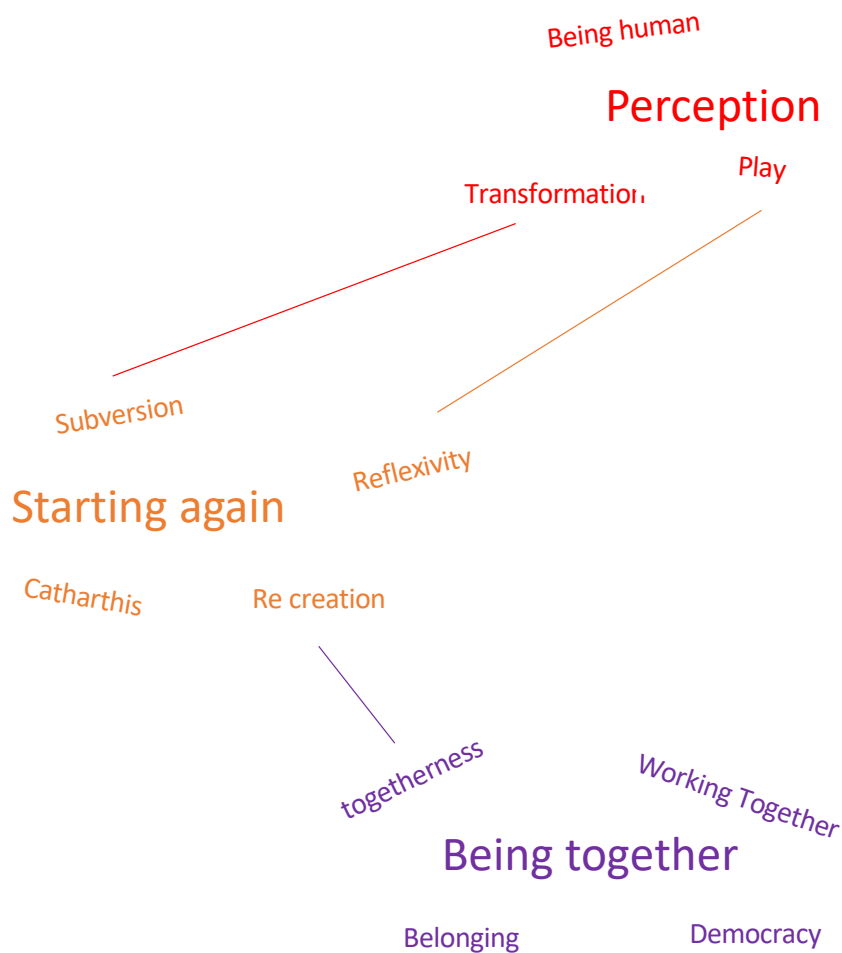 Being human
Perception
Play
Transformation
Subversion
Reflexivity
Starting again
Catharthis
Re creation
togetherness
Working Together
Being together
Belonging
Democracy